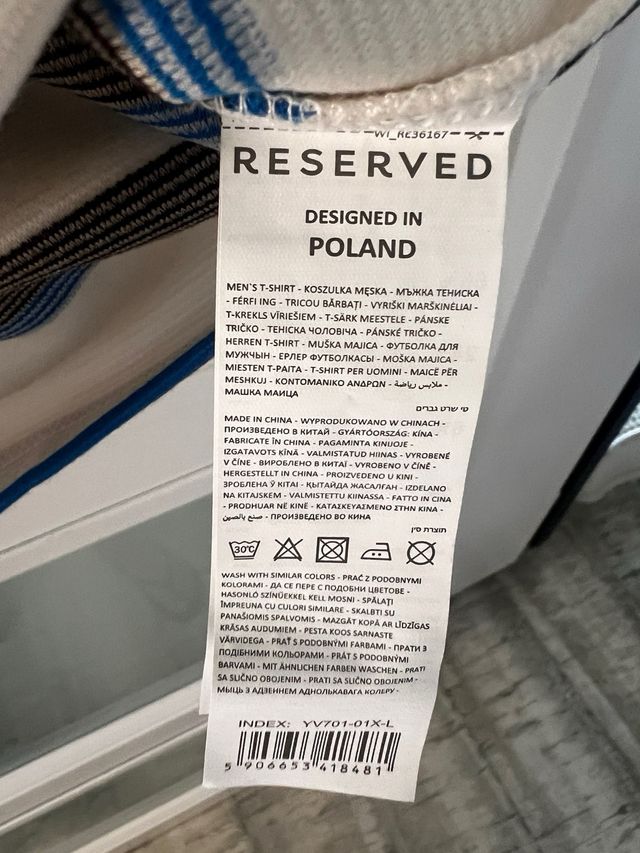 WI_RE36167
RESERVED
DESIGNED IN
POLAND
MEN`S T-SHIRT - KOSZULKA MĘSKA - МЪЖКА ТЕНИСКА
- FÉRFI ING - TRICOU BĂRBAŢI - VYRIŠKI MARŠKINĖLIAI -
T-KREKLS VĪRIEŠIEM - T-SÄRK MEESTELE - PÁNSKE
TRIČKO - ТЕНІСКА ЧОЛОВІЧА - PÁNSKÉ TRIČKO -
HERREN T-SHIRT - MUŠKA MAJICA - ФУТБОЛКА ДЛЯ
МУЖЧЫН - ЕРЛЕР ФУТБОЛКАСЫ - MOŠKA MAJICA -
MIESTEN T-PAITA - T-SHIRT PER UOMINI - MAICË PËR
MESHKUJ - ΚΟΝΤΟΜΑΝΙΚΟ ΑΝΔΡΩΝ - ملابس رياضة -
МАШКА МАИЦА
טי שרט גברים
MADE IN CHINA - WYPRODUKOWANO W CHINACH -
ПРОИЗВЕДЕНО В КИТАЙ - GYÁRTÓORSZÁG: KÍNA -
FABRICATE ÎN CHINA - PAGAMINTA KINIJOJE -
IZGATAVOTS ĶĪNĀ - VALMISTATUD HIINAS - VYROBENÉ
V ČÍNE - ВИРОБЛЕНО В КИТАЇ - VYROBENO V ČÍNĚ -
HERGESTELLT IN CHINA - PROIZVEDENO U KINI -
ЗРОБЛЕНА Ў КІТАІ - ҚЫТАЙДА ЖАСАЛҒАН - IZDELANO
NA KITAJSKEM - VALMISTETTU KIINASSA - FATTO IN CINA
- PRODHUAR NË KINË - ΚΑΤΑΣΚΕΥΑΣΜΕΝΟ ΣΤΗΝ ΚΙΝΑ
- صنع بالصين - ПРОИЗВЕДЕНО ВО КИНА
תוצרת סין
30°C
WASH WITH SIMILAR COLORS - PRAĆ Z PODOBNYMI
KOLORAMI - ДА СЕ ПЕРЕ С ПОДОБНИ ЦВЕТОВЕ -
HASONLÓ SZÍNŰEKKEL KELL MOSNI - SPĂLAŢI
ÎMPREUNA CU CULORI SIMILARE - SKALBTI SU
PANAŠIOMIS SPALVOMIS - MAZGĀT KOPĀ AR LĪDZĪGAS
KRĀSAS AUDUMIEM - PESTA KOOS SARNASTE
VÄRVIDEGA - PRAŤ S PODOBNÝMI FARBAMI - ПРАТИ З
ПОДІБНИМИ КОЛЬОРАМИ - PRÁT S PODOBNÝMI
BARVAMI - MIT ÄHNLICHEN FARBEN WASCHEN - PRATI
SA SLIČNO OBOJENIM - PRATI SA SLIČNO OBOJENIM -
МЫЦЬ З АДЗЕННЕМ АДНОЛЬКАВАГА КОЛЕРУ -
INDEX: YV701-01X-L
5 906653 418481